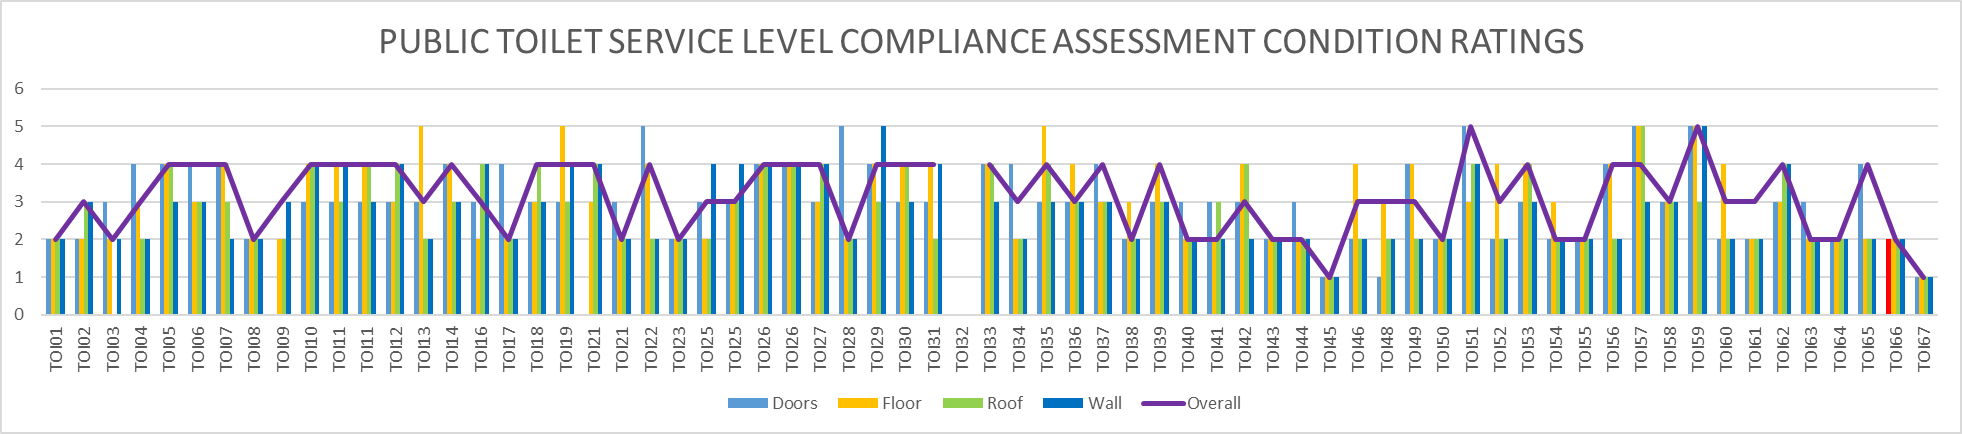 PUBLIC TOILET SERVICE LEVEL COMPLIANCE ASSESSMENT CONDITION RATINGS
6
5
4
3
2
1
0
TOI01 TOI02 TOI03 TOI04 TOI05 TOI06 TOI07 TOI08 TOI09 TOI10 TOI11 TOI11 TOI12 TOI13 TOI14 TOI16 TOI17 TOI18 TOI19 TOI21 TOI21 TOI22 TOI23 TOI25 TOI25 TOI26 TOI26 TOI27 TOI28 TOI29 TOI30 TOI31 TOI32 TOI33 TOI34 TOI35 TOI36 TOI37 TOI38 TOI39 TOI40 TOI41 TOI42 TOI43 TOI44 TOI45 TOI46 TOI48 TOI49 TOI50 TOI51 TOI52 TOI53 TOI54 TOI55 TOI56 TOI57 TOI58 TOI59 TOI60 TOI61 TOI62 TOI63 TOI64 TOI65 TOI66 TOI67
Doors Floor Roof Wall Overall